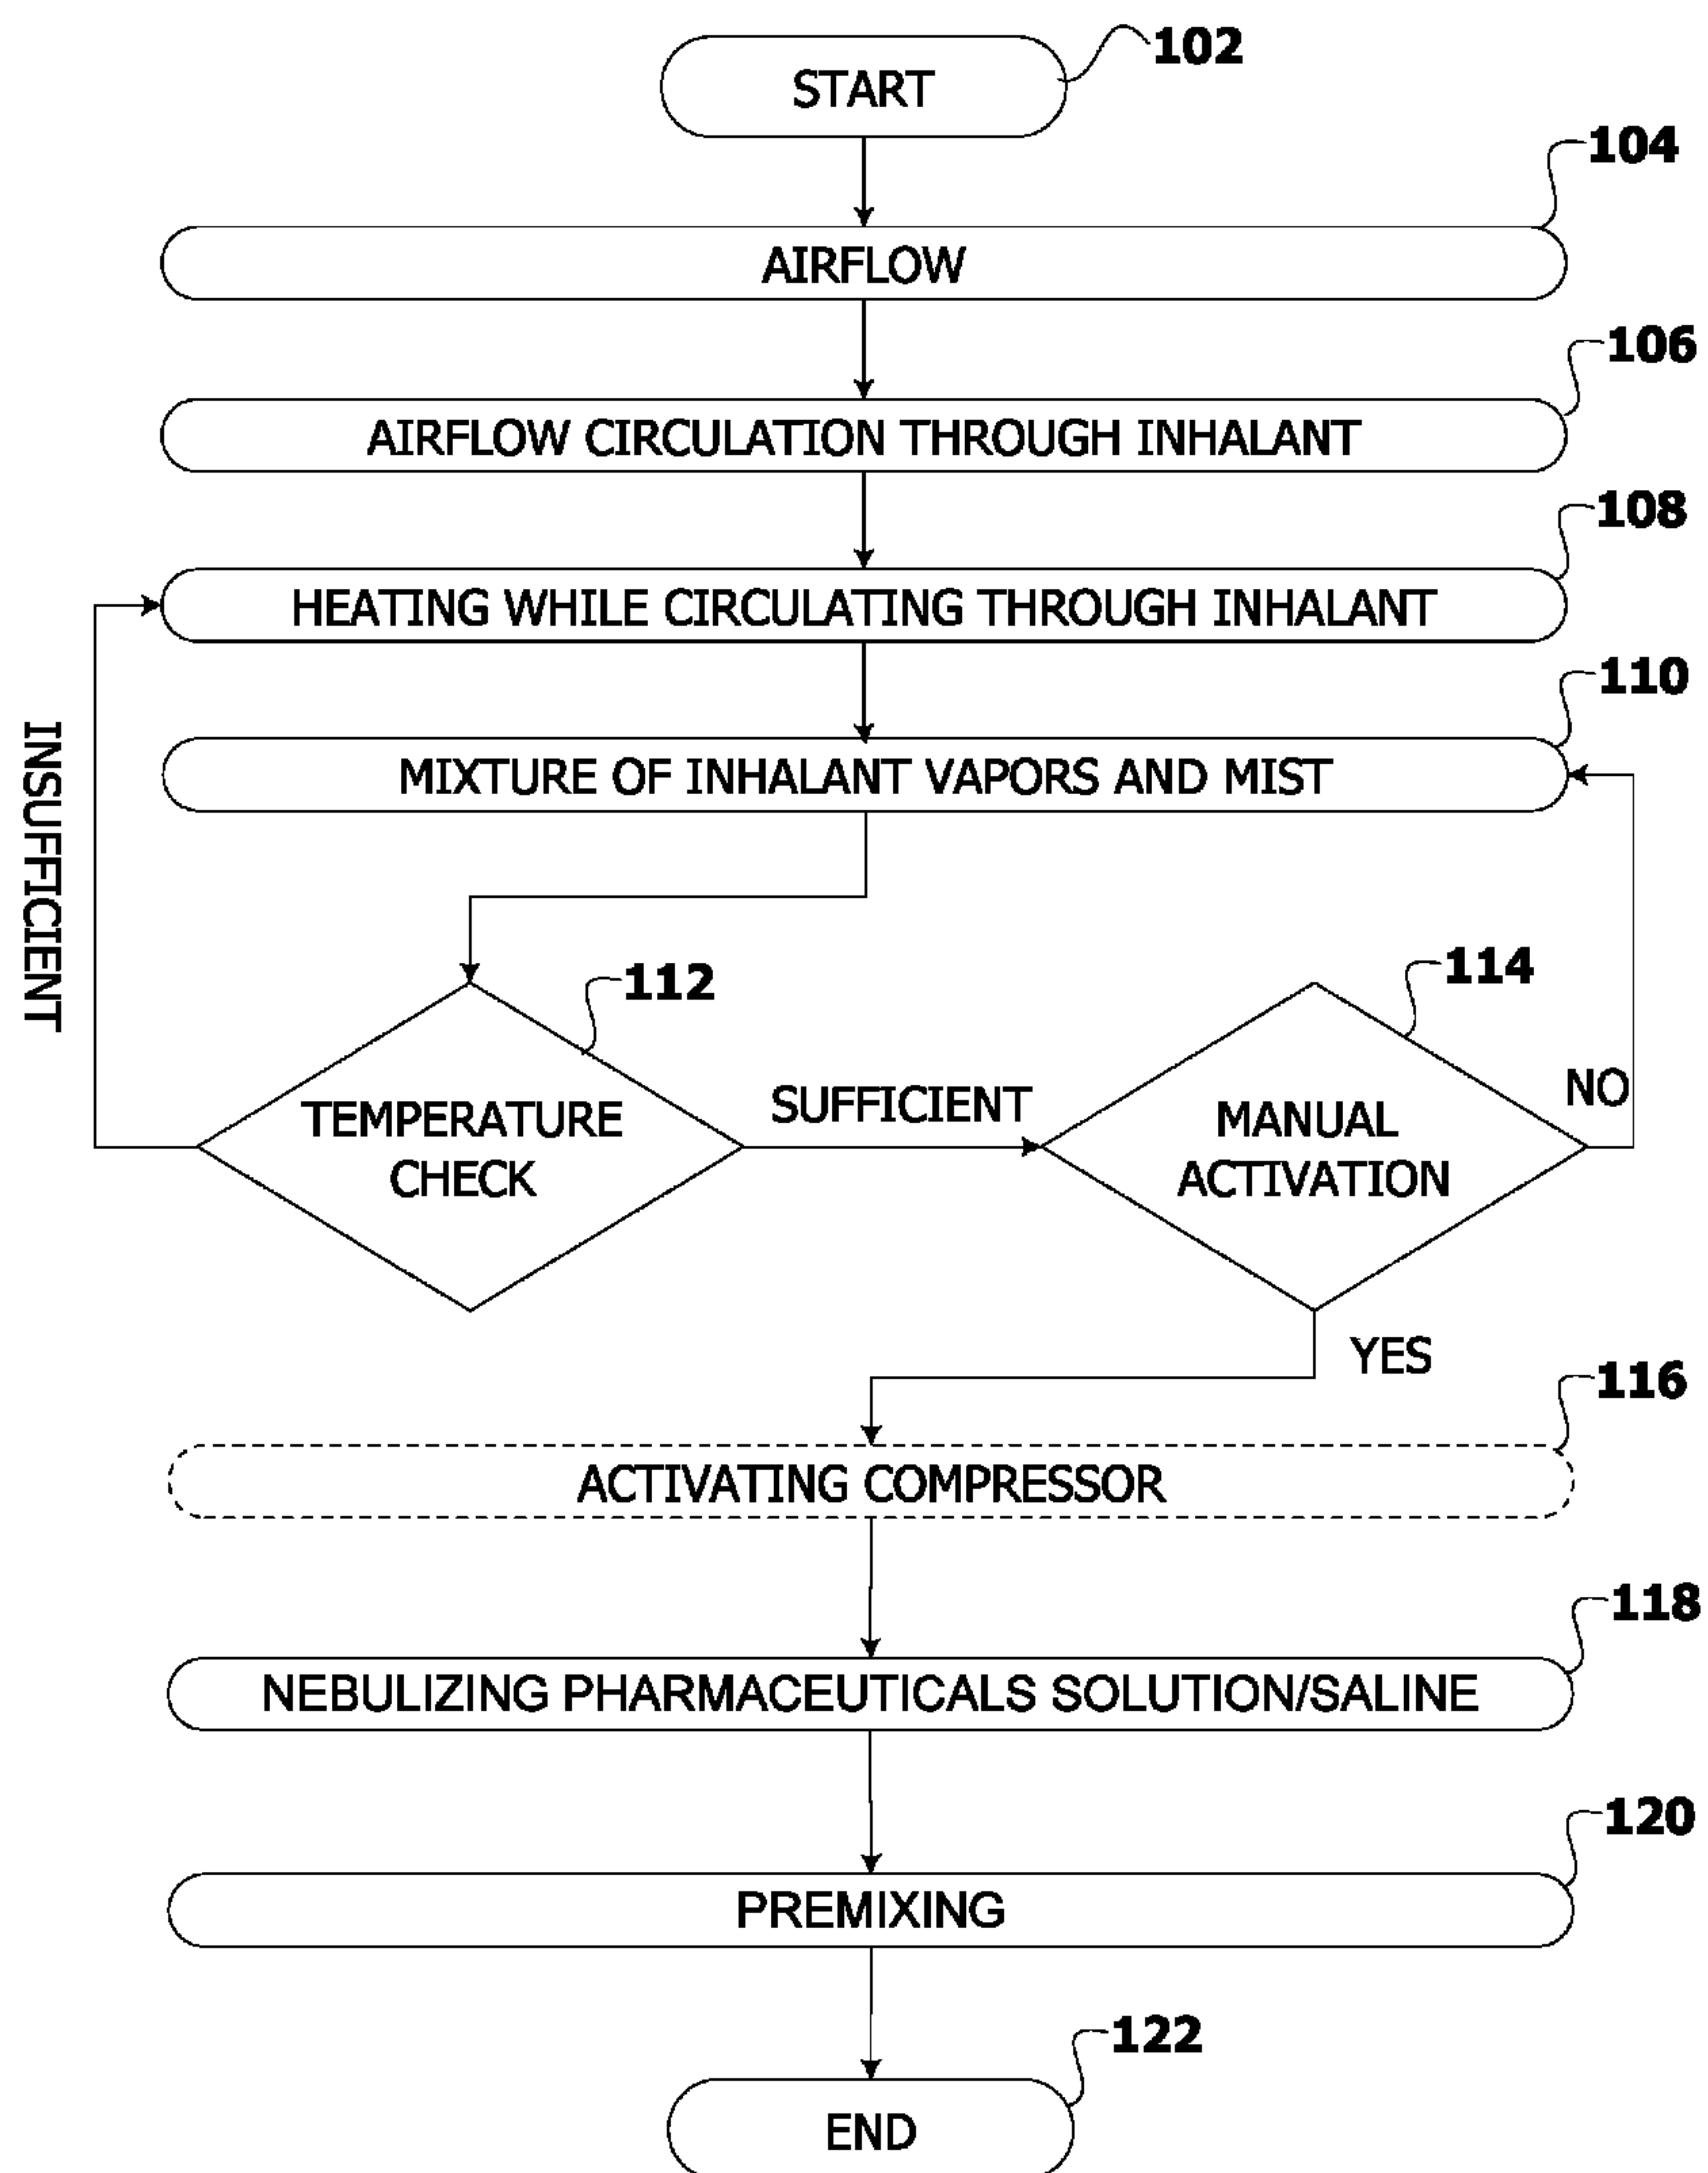 102
START
104
AIRFLOW
106
AIRFLOW CIRCULATION THROUGH INHALANT
108
HEATING WHILE CIRCULATING THROUGH INHALANT
110
MIXTURE OF INHALANT VAPORS AND MIST
INSUFFICIENT
112
TEMPERATURE
CHECK
SUFFICIENT
114
MANUAL
ACTIVATION
NO
YES
116
ACTIVATING COMPRESSOR
118
NEBULIZING PHARMACEUTICALS SOLUTION/SALINE
120
PREMIXING
122
END